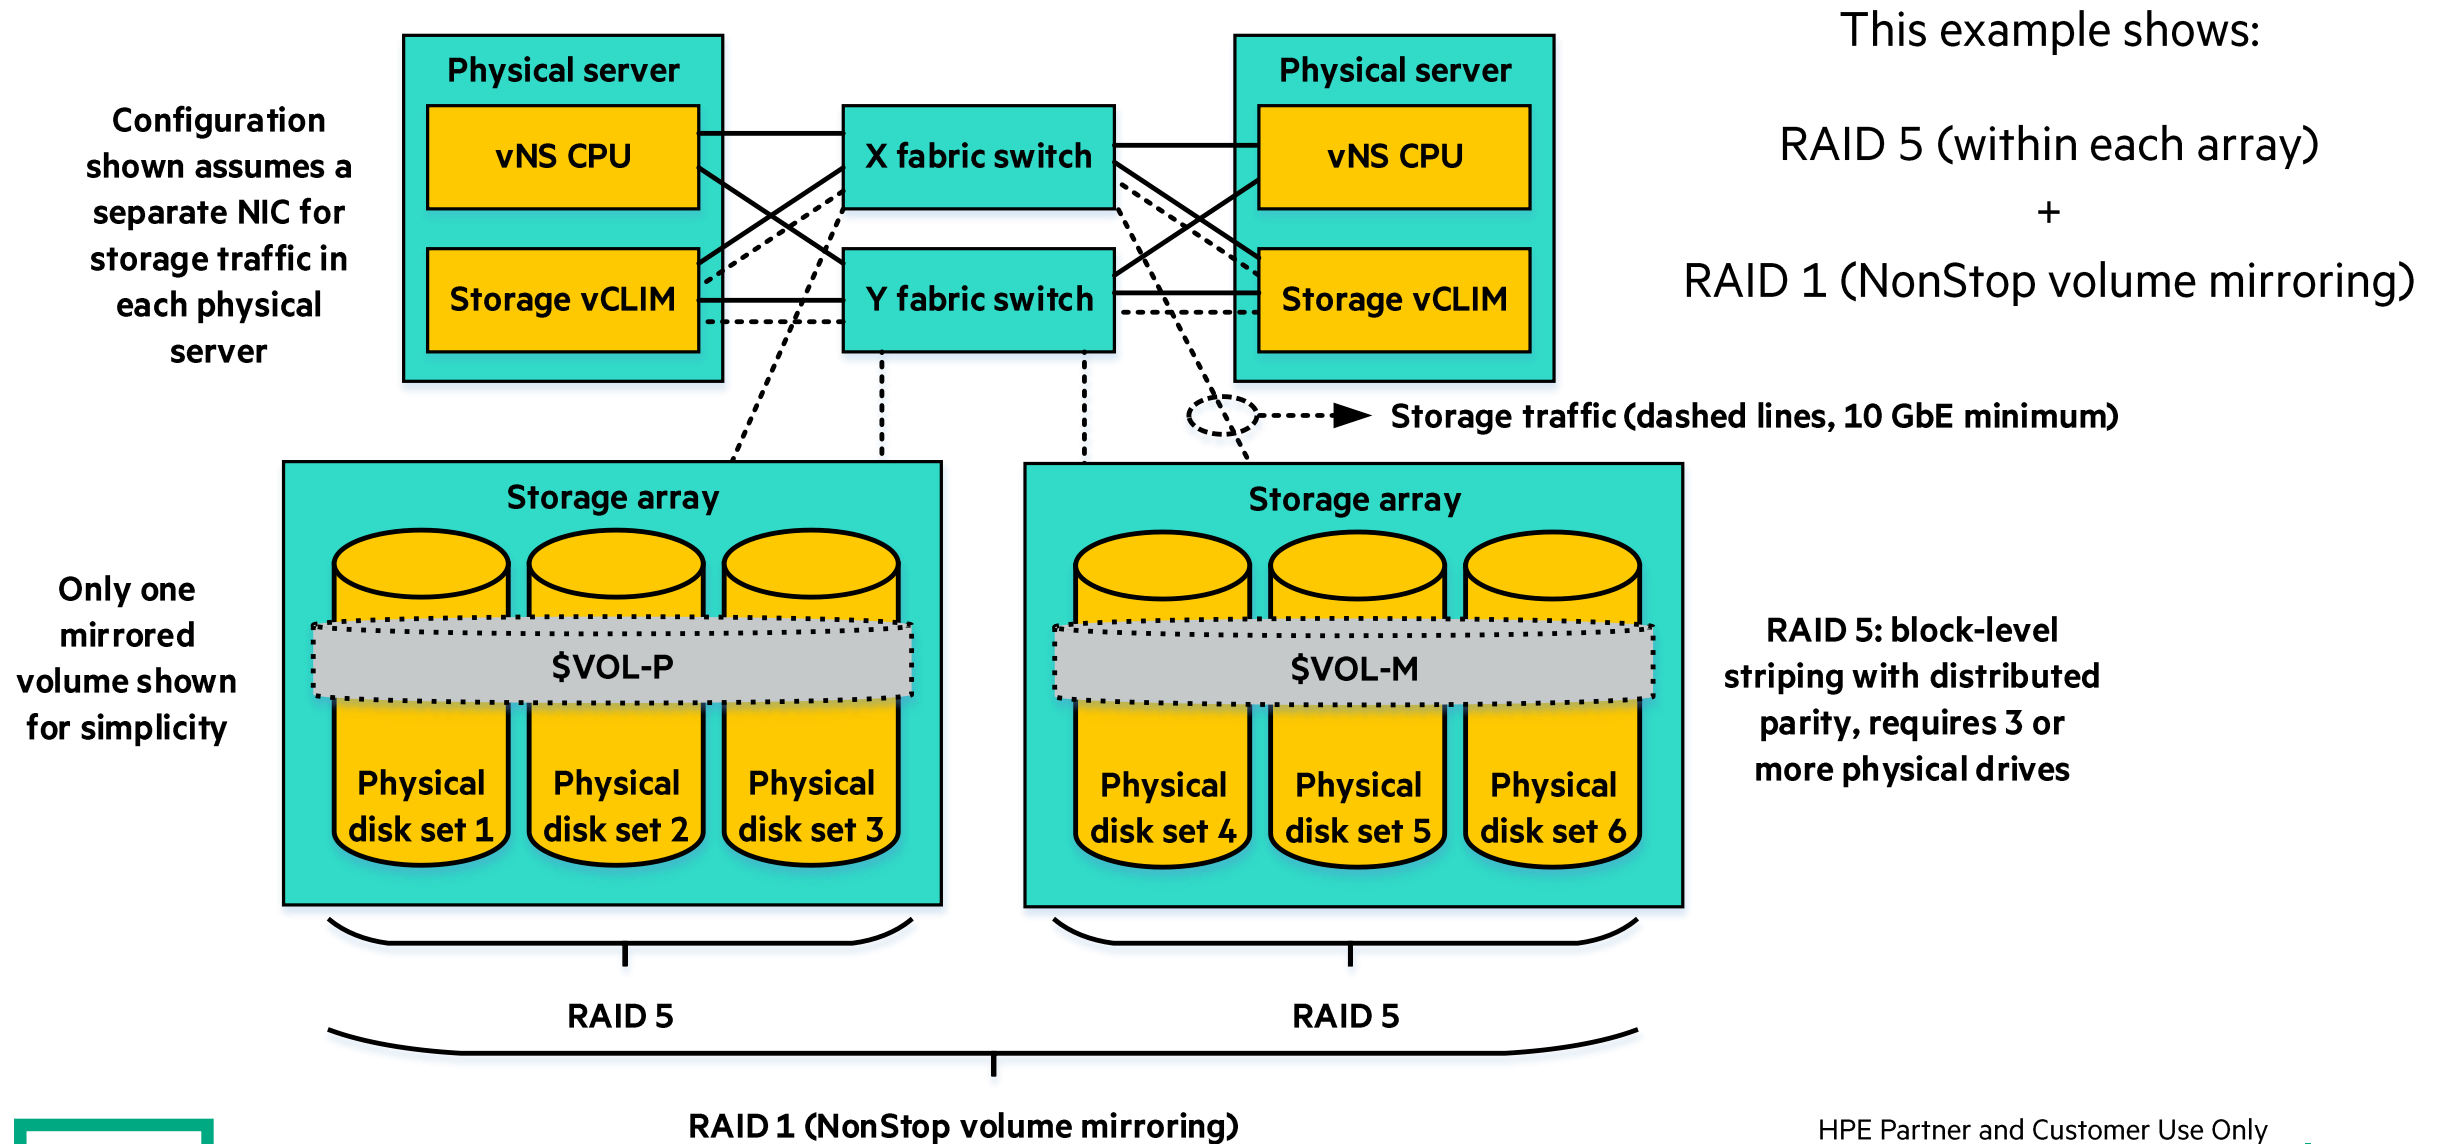 This example shows:
RAID 5 (within each array)
+
RAID 1 (NonStop volume mirroring)
Configuration
shown assumes a
separate NIC for
storage traffic in
each physical
server
Physical server
vNS CPU
Storage vCLIM
X fabric switch
Y fabric switch
Physical server
vNS CPU
Storage vCLIM
Storage traffic (dashed lines, 10 GbE minimum)
Only one
mirrored
volume shown
for simplicity
Storage array
$VOL-P
Physical
disk set 1
Physical
disk set 2
Physical
disk set 3
Storage array
$VOL-M
Physical
disk set 4
Physical
disk set 5
Physical
disk set 6
RAID 5: block-level
striping with distributed
parity, requires 3 or
more physical drives
RAID 5
RAID 5
RAID 1 (NonStop volume mirroring)
HPE Partner and Customer Use Only